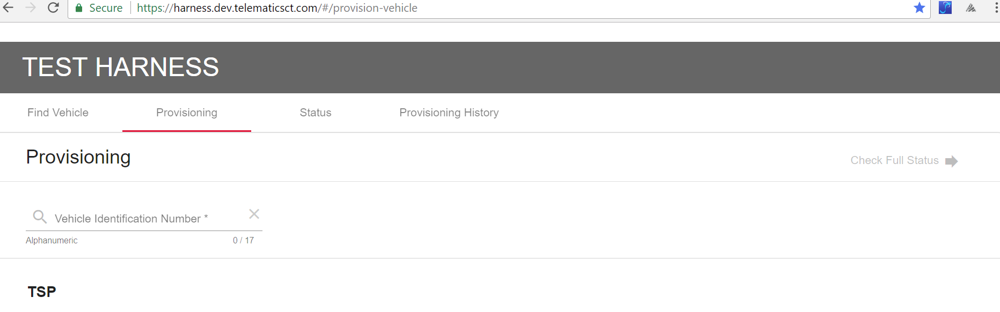 Secure https://harness.dev.telematicsct.com/#/provision-vehicle
TEST HARNESS
Find Vehicle Provisioning Status Provisioning History
Provisioning Check Full Status
Vehicle Identification Number *
Alphanumeric 0 / 17
TSP